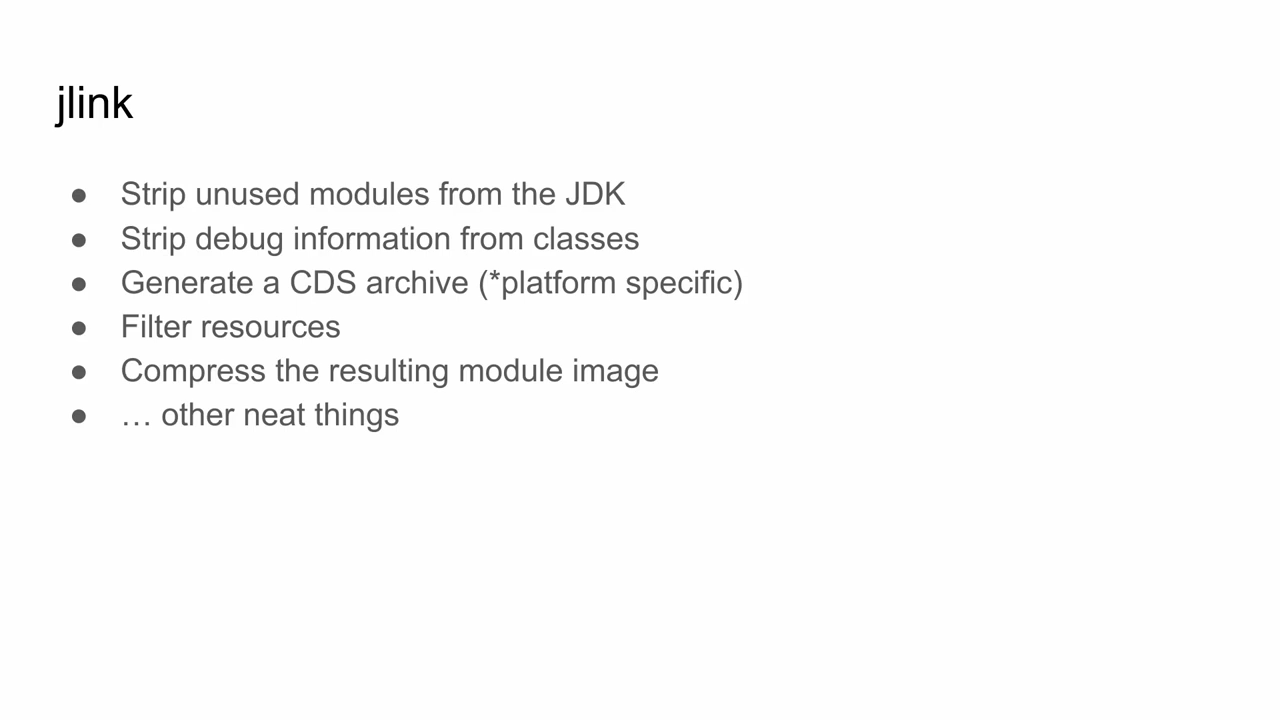 jlink
● Strip unused modules from the JDK
● Strip debug information from classes
● Generate a CDS archive (*platform specific)
● Filter resources
● Compress the resulting module image
● … other neat things